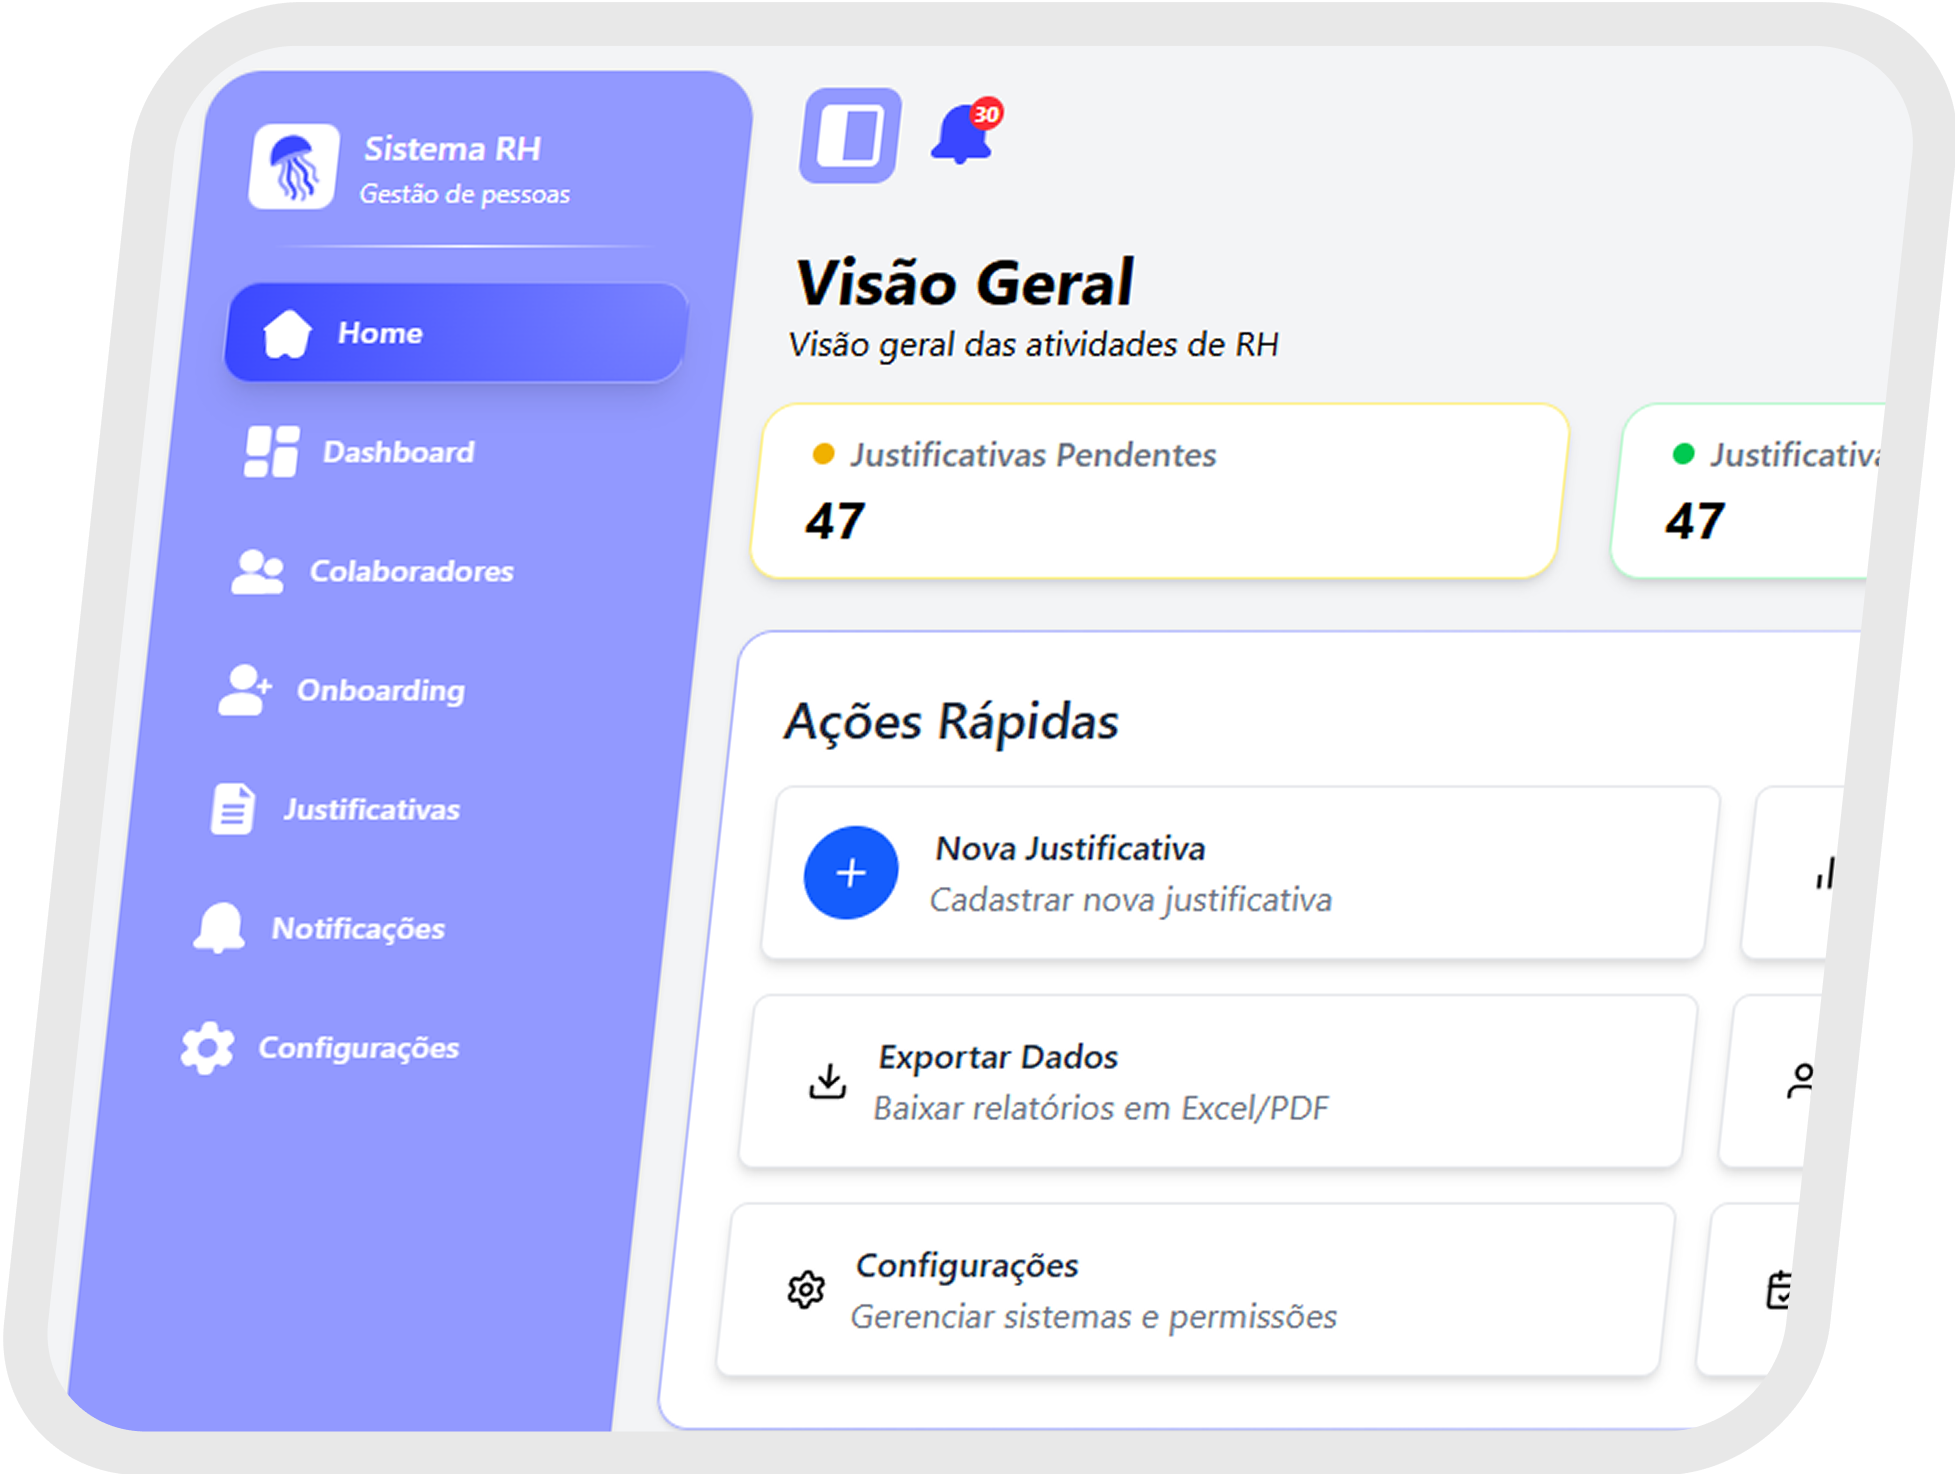 Sistema RH
Gestão de pessoas
Home
Dashboard
Colaboradores
Onboarding
Justificativas
Notificações
Configurações
30
Visão Geral
Visão geral das atividades de RH
Justificativas Pendentes
47
47
Ações Rápidas
Nova Justificativa
Cadastrar nova justificativa
Exportar Dados
Baixar relatórios em Excel/PDF
Configurações
Gerenciar sistemas e permissões